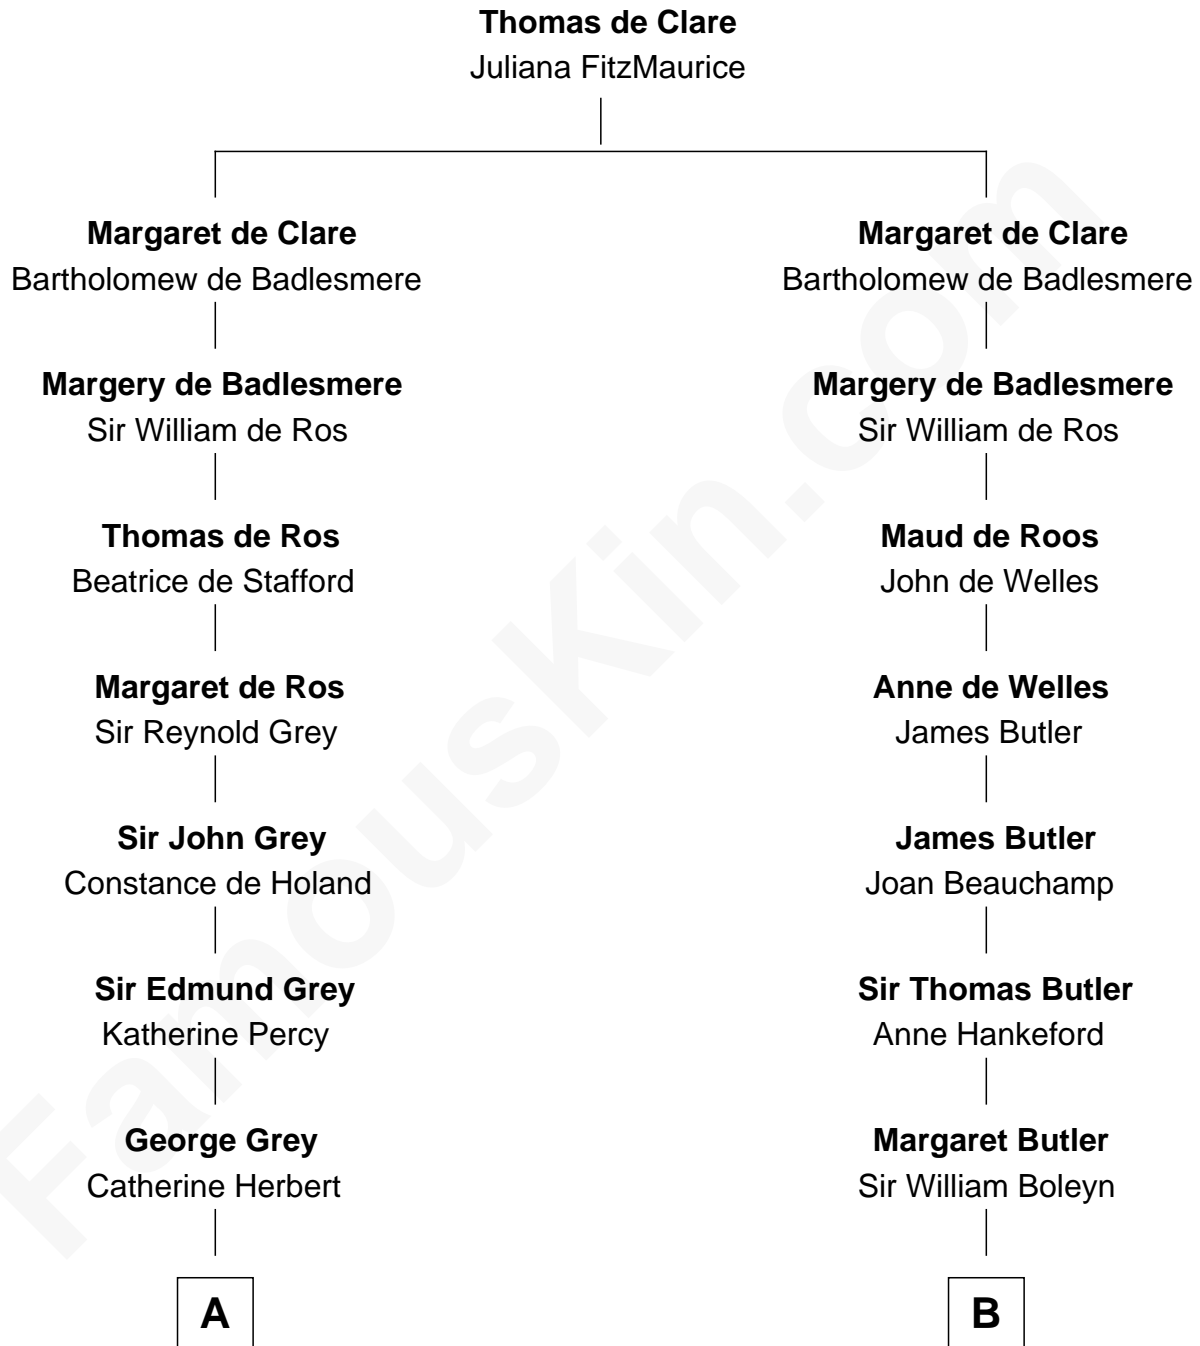 Thomas de Clare
Juliana FitzMaurice
Margaret de Clare
Bartholomew de Badlesmere
Margery de Badlesmere
Sir William de Ros
Thomas de Ros
Beatrice de Stafford
Margaret de Ros
Sir Reynold Grey
Sir John Grey
Constance de Holand
Sir Edmund Grey
Katherine Percy
George Grey
Catherine Herbert
A
Margaret de Clare
Bartholomew de Badlesmere
Margery de Badlesmere
Sir William de Ros
Maud de Roos
John de Welles
Anne de Welles
James Butler
James Butler
Joan Beauchamp
Sir Thomas Butler
Anne Hankeford
Margaret Butler
Sir William Boleyn
B
FamousKin.com